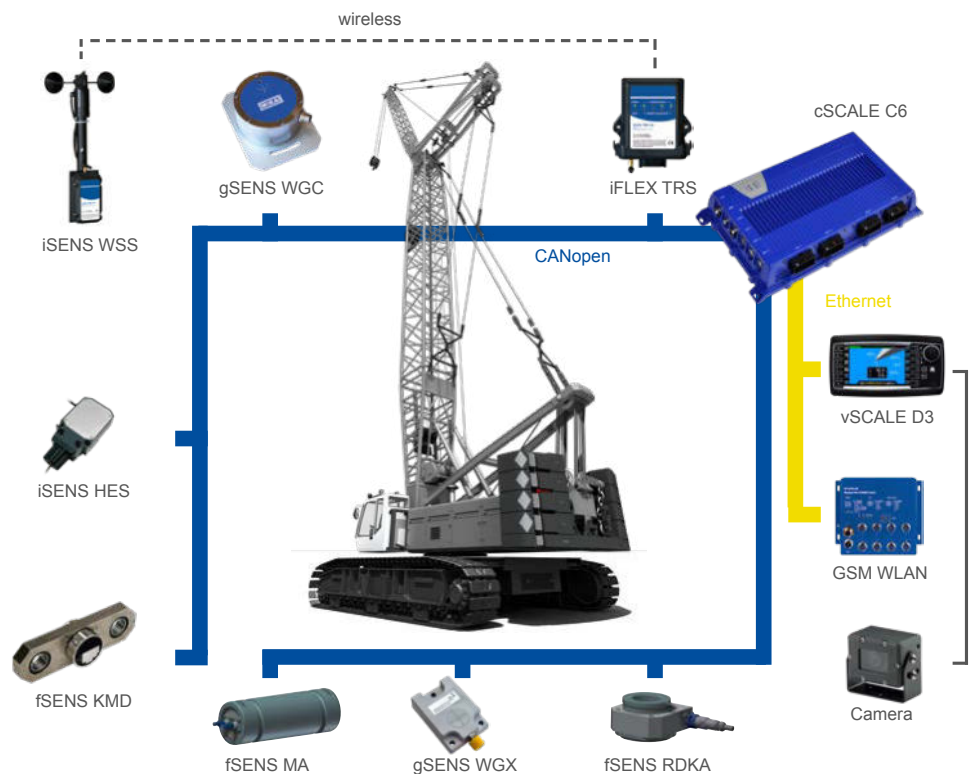 wireless
cSCALE C6
gSENS WGC
iFLEX TRS
iSENS WSS
CANopen
Ethernet
vSCALE D3
iSENS HES
GSM WLAN
fSENS KMD
Camera
fSENS MA
gSENS WGX
fSENS RDKA